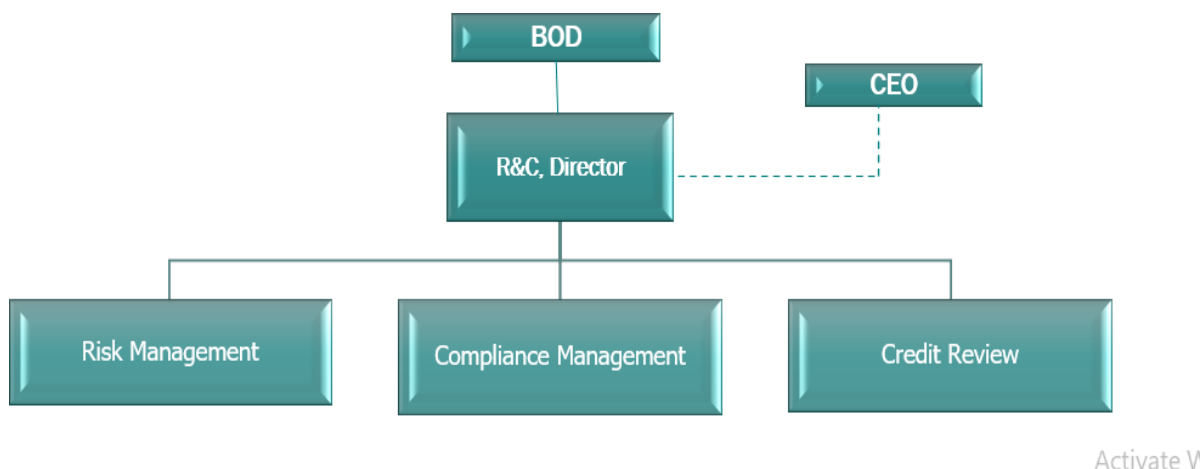 BOD
CEO
R&C, Director
Risk Management
Compliance Management
Credit Review
Activate W